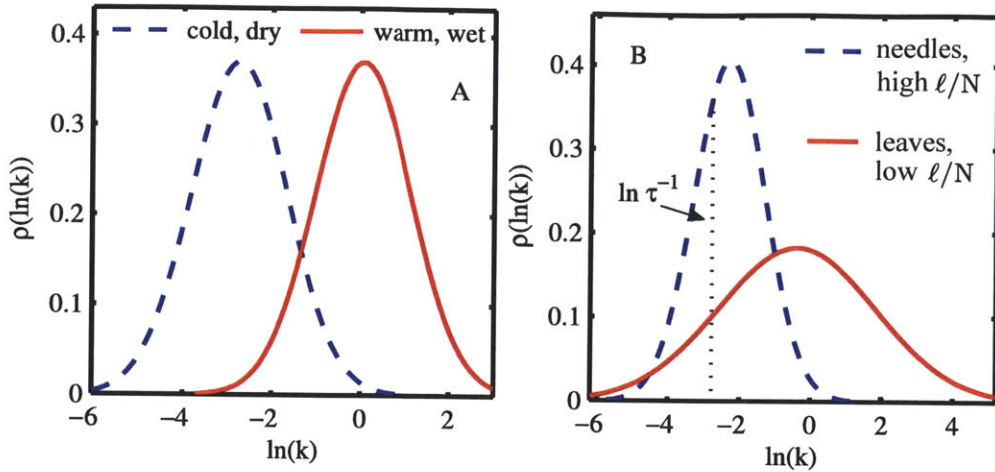 0.4
0.3
0.2
0.1
0
ρ(ln(k))
cold, dry
warm, wet
A
−6
−4
−2
0
2
ln(k)
0.4
0.3
0.2
0.1
0
ρ(ln(k))
B
needles,
high ℓ/N
leaves,
low ℓ/N
ln τ⁻¹
−6
−4
−2
0
2
4
ln(k)